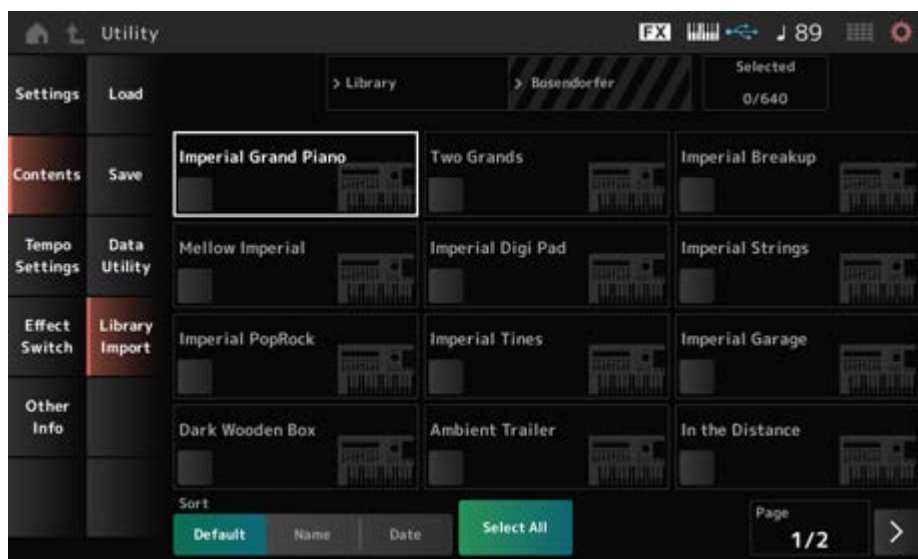 Utility
FX
♩ 89
Settings
Load
> Library
> Bosendorfer
Selected
0/640
Contents
Save
Imperial Grand Piano
Two Grands
Imperial Breakup
Tempo
Settings
Data
Utility
Mellow Imperial
Imperial Digi Pad
Imperial Strings
Effect
Switch
Library
Import
Imperial PopRock
Imperial Tines
Imperial Garage
Other
Info
Dark Wooden Box
Ambient Trailer
In the Distance
Sort
Default
Name
Date
Select All
Page
1/2
>